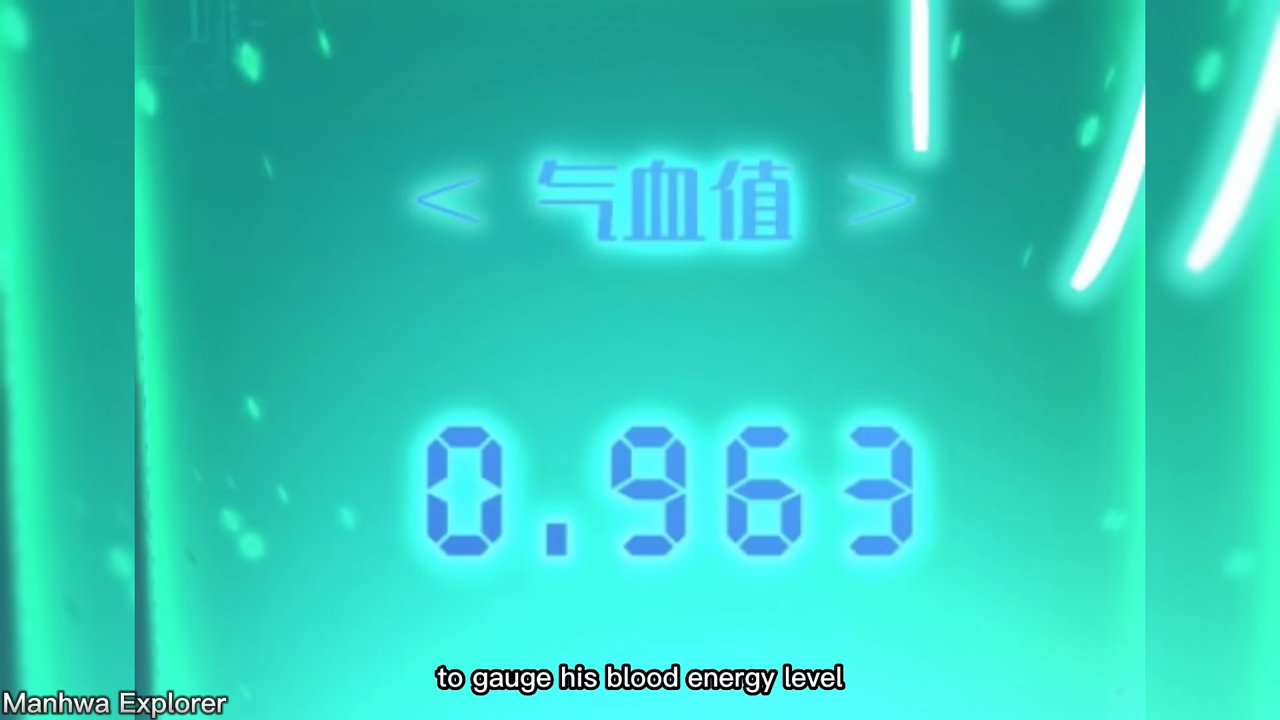 < 气血值 >
0.963
to gauge his blood energy level
Manhwa Explorer